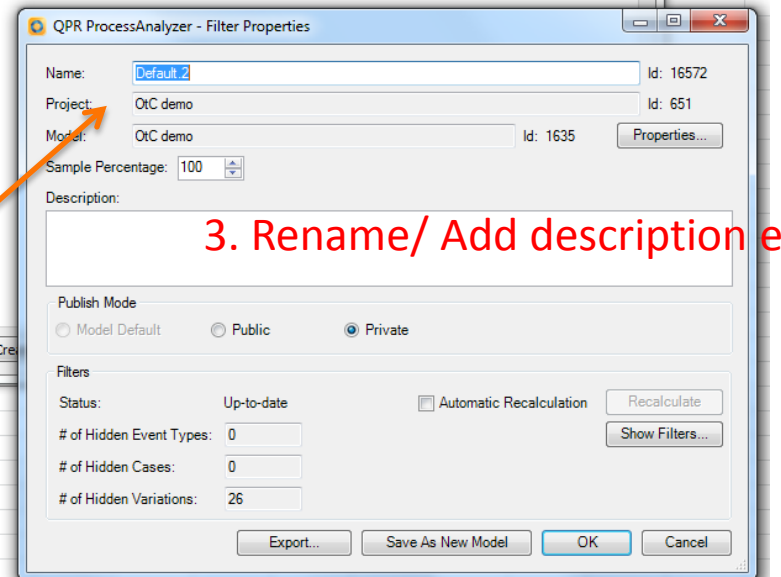 QPR ProcessAnalyzer - Filter Properties
Name: Default.2 Id: 16572
Project: OtC demo Id: 651
Model: OtC demo Id: 1635 Properties...
Sample Percentage: 100
Description:
3. Rename/ Add description e
Publish Mode
Model Default Public Private
Filters
Status: Up-to-date Automatic Recalculation Recalculate
# of Hidden Event Types: 0 Show Filters...
# of Hidden Cases: 0
# of Hidden Variations: 26
Export... Save As New Model OK Cancel